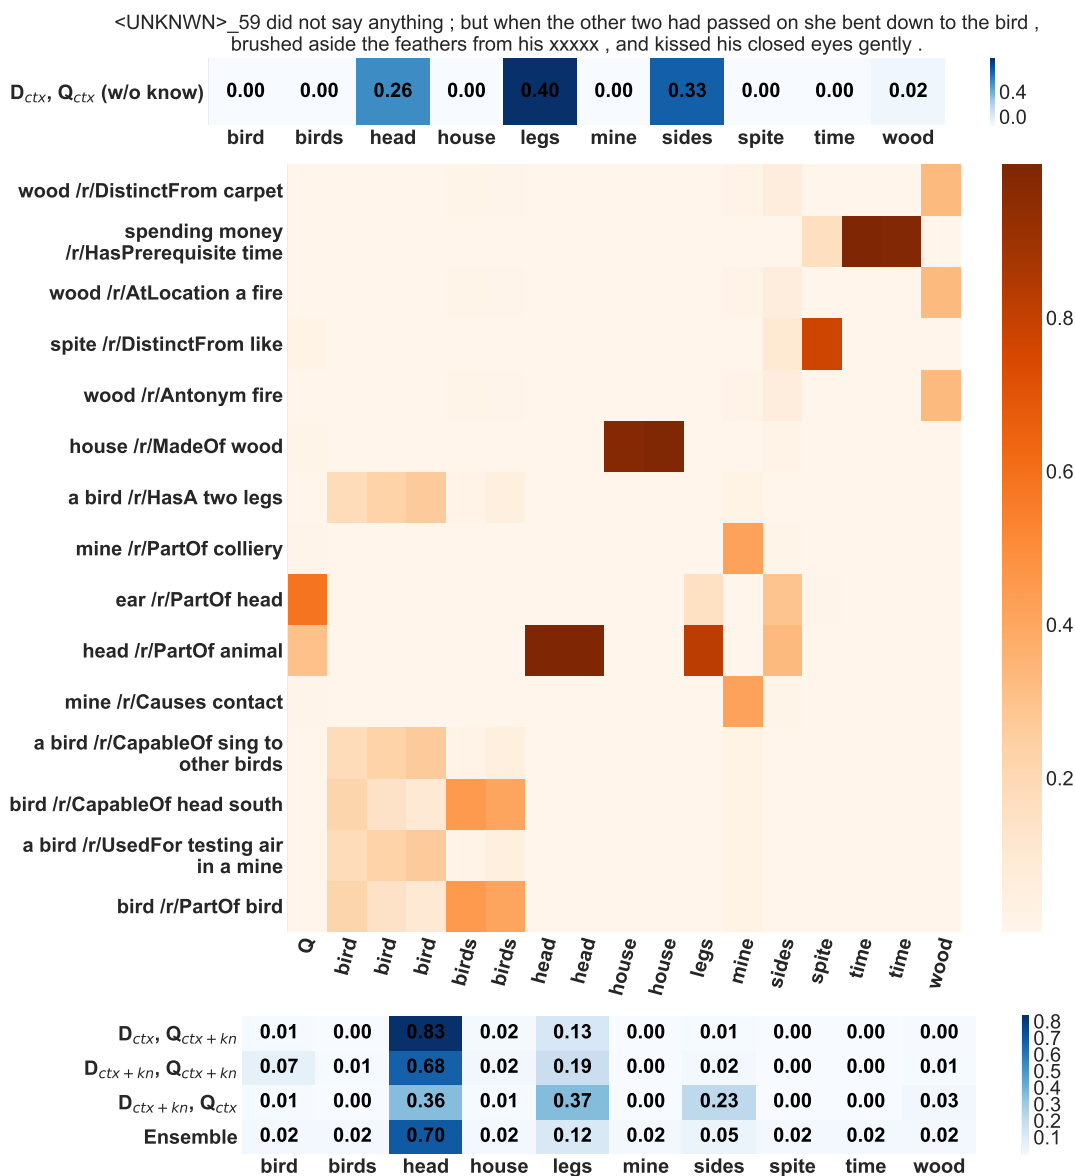 <UNKNWN>_59 did not say anything ; but when the other two had passed on she bent down to the bird ,
brushed aside the feathers from his xxxxx , and kissed his closed eyes gently .
D_ctx, Q_ctx (w/o know) 0.00 0.00 0.26 0.00 0.40 0.00 0.33 0.00 0.00 0.02
0.4
0.0
bird birds head house legs mine sides spite time wood
wood /r/DistinctFrom carpet
spending money
/r/HasPrerequisite time
wood /r/AtLocation a fire
spite /r/DistinctFrom like
wood /r/Antonym fire
house /r/MadeOf wood
a bird /r/HasA two legs
mine /r/PartOf colliery
ear /r/PartOf head
head /r/PartOf animal
mine /r/Causes contact
a bird /r/CapableOf sing to
other birds
bird /r/CapableOf head south
a bird /r/UsedFor testing air
in a mine
bird /r/PartOf bird
0.8
0.6
0.4
0.2
Q bird bird bird birds birds head head house house legs mine sides spite time time wood
D_ctx, Q_ctx+kn 0.01 0.00 0.83 0.02 0.13 0.00 0.01 0.00 0.00 0.00
D_ctx+kn, Q_ctx+kn 0.07 0.01 0.68 0.02 0.19 0.00 0.02 0.00 0.00 0.01
D_ctx+kn, Q_ctx 0.01 0.00 0.36 0.01 0.37 0.00 0.23 0.00 0.00 0.03
Ensemble 0.02 0.02 0.70 0.02 0.12 0.02 0.05 0.02 0.02 0.02
0.8
0.7
0.6
0.5
0.4
0.3
0.2
0.1
bird birds head house legs mine sides spite time wood